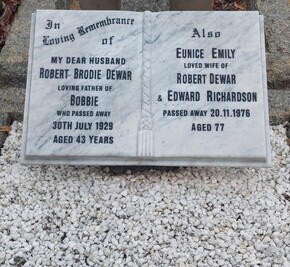 In
Loving Remembrance
of
MY DEAR HUSBAND
ROBERT BRODIE DEWAR
LOVING FATHER OF
BOBBIE
WHO PASSED AWAY
30TH JULY 1929
AGED 43 YEARS
Also
EUNICE EMILY
LOVED WIFE OF
ROBERT DEWAR
& EDWARD RICHARDSON
PASSED AWAY 20.11.1976
AGED 77